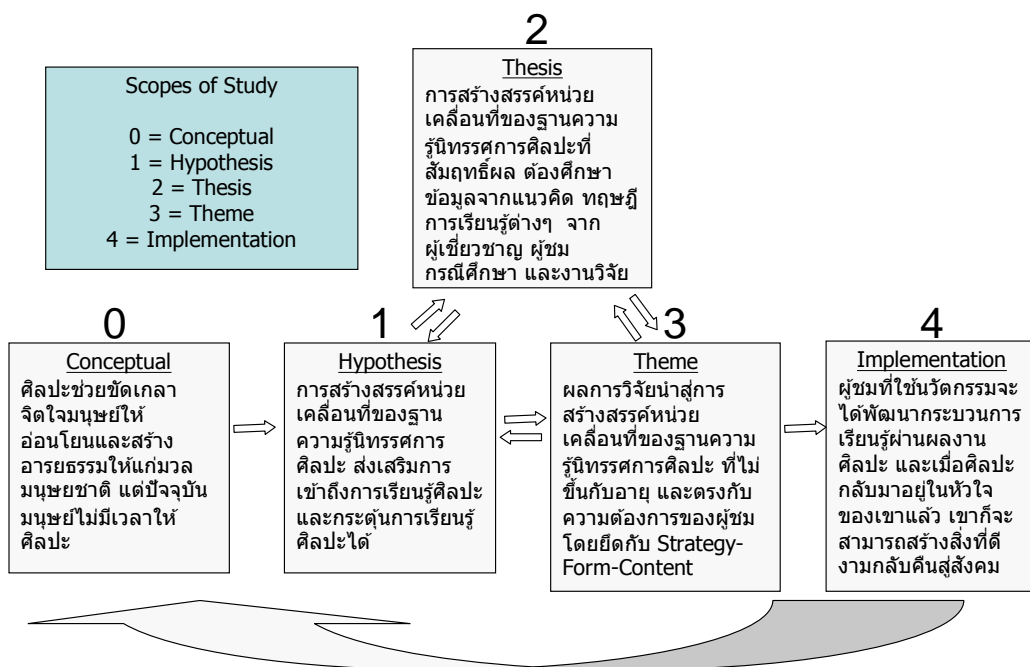 Scopes of Study
0 = Conceptual
1 = Hypothesis
2 = Thesis
3 = Theme
4 = Implementation
2
Thesis
การสร้างสรรค์หน่วย
เคลื่อนที่ของฐานความ
รู้นิทรรศการศิลปะที่
สัมฤทธิ์ผล ต้องศึกษา
ข้อมูลจากแนวคิด ทฤษฎี
การเรียนรู้ต่างๆ จาก
ผู้เชี่ยวชาญ ผู้ชม
กรณีศึกษา และงานวิจัย
0
Conceptual
ศิลปะช่วยขัดเกลา
จิตใจมนุษย์ให้
อ่อนโยนและสร้าง
อารยธรรมให้แก่มวล
มนุษยชาติ แต่ปัจจุบัน
มนุษย์ไม่มีเวลาให้
ศิลปะ
1
Hypothesis
การสร้างสรรค์หน่วย
เคลื่อนที่ของฐาน
ความรู้นิทรรศการ
ศิลปะ ส่งเสริมการ
เข้าถึงการเรียนรู้ศิลปะ
และกระตุ้นการเรียนรู้
ศิลปะได้
3
Theme
ผลการวิจัยนำสู่การ
สร้างสรรค์หน่วย
เคลื่อนที่ของฐานความ
รู้นิทรรศการศิลปะ ที่ไม่
ขึ้นกับอายุ และตรงกับ
ความต้องการของผู้ชม
โดยยึดกับ Strategy-
Form-Content
4
Implementation
ผู้ชมที่ใช้นวัตกรรมจะ
ได้พัฒนากระบวนการ
เรียนรู้ผ่านผลงาน
ศิลปะ และเมื่อศิลปะ
กลับมาอยู่ในหัวใจ
ของเขาแล้ว เขาก็จะ
สามารถสร้างสิ่งที่ดี
งามกลับคืนสู่สังคม